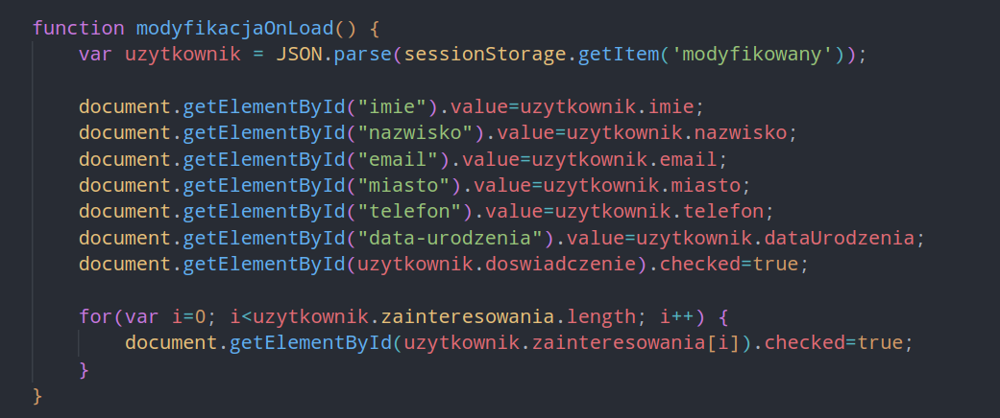 function modyfikacjaOnLoad() {
var uzytkownik = JSON.parse(sessionStorage.getItem('modyfikowany'));
document.getElementById("imie").value=uzytkownik.imie;
document.getElementById("nazwisko").value=uzytkownik.nazwisko;
document.getElementById("email").value=uzytkownik.email;
document.getElementById("miasto").value=uzytkownik.miasto;
document.getElementById("telefon").value=uzytkownik.telefon;
document.getElementById("data-urodzenia").value=uzytkownik.dataUrodzenia;
document.getElementById(uzytkownik.doswiadczenie).checked=true;
for(var i=0; i<uzytkownik.zainteresowania.length; i++) {
document.getElementById(uzytkownik.zainteresowania[i]).checked=true;
}
}